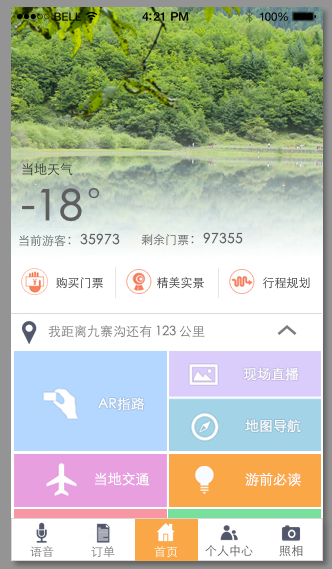 BELL 4:21 PM 100%
当地天气
-18°
当前游客：35973 剩余门票：97355
购买门票 精美实景 行程规划
我距离九寨沟还有 123 公里
AR指路
现场直播
地图导航
当地交通
游前必读
语音 订单 首页 个人中心 照相